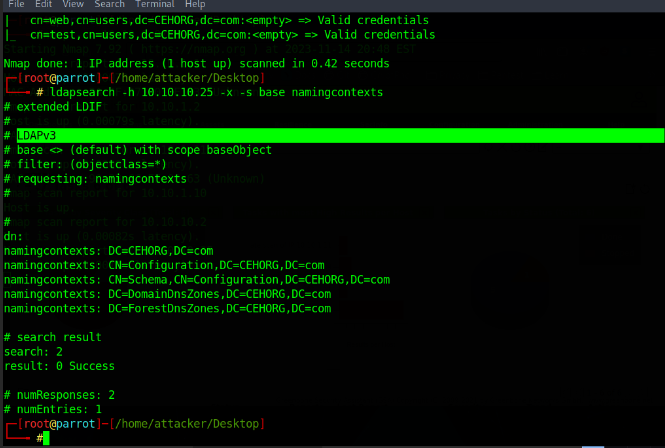 File Edit View Search Terminal Help
| cn=web,cn=users,dc=CEHORG,dc=com:<empty> => Valid credentials
|_ cn=test,cn=users,dc=CEHORG,dc=com:<empty> => Valid credentials
Nmap done: 1 IP address (1 host up) scanned in 0.42 seconds
┌─[root@parrot]─[/home/attacker/Desktop]
└──╼ # ldapsearch -h 10.10.10.25 -x -s base namingcontexts
# extended LDIF
#
# LDAPv3
# base <> (default) with scope baseObject
# filter: (objectclass=*)
# requesting: namingcontexts
#
#
dn:
namingcontexts: DC=CEHORG,DC=com
namingcontexts: CN=Configuration,DC=CEHORG,DC=com
namingcontexts: CN=Schema,CN=Configuration,DC=CEHORG,DC=com
namingcontexts: DC=DomainDnsZones,DC=CEHORG,DC=com
namingcontexts: DC=ForestDnsZones,DC=CEHORG,DC=com
# search result
search: 2
result: 0 Success
# numResponses: 2
# numEntries: 1
┌─[root@parrot]─[/home/attacker/Desktop]
└──╼ #